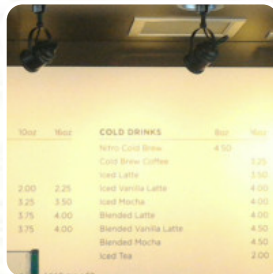 10oz 16oz COLD DRINKS 8oz 16oz
Nitro Cold Brew 4.50
Cold Brew Coffee 3.25
Iced Latte 3.50
2.00 2.25 Iced Vanilla Latte 4.00
3.25 3.50 Iced Mocha 4.00
3.75 4.00 Blended Latte 4.00
3.75 4.00 Blended Vanilla Latte 4.50
Blended Mocha 4.50
Iced Tea 2.00